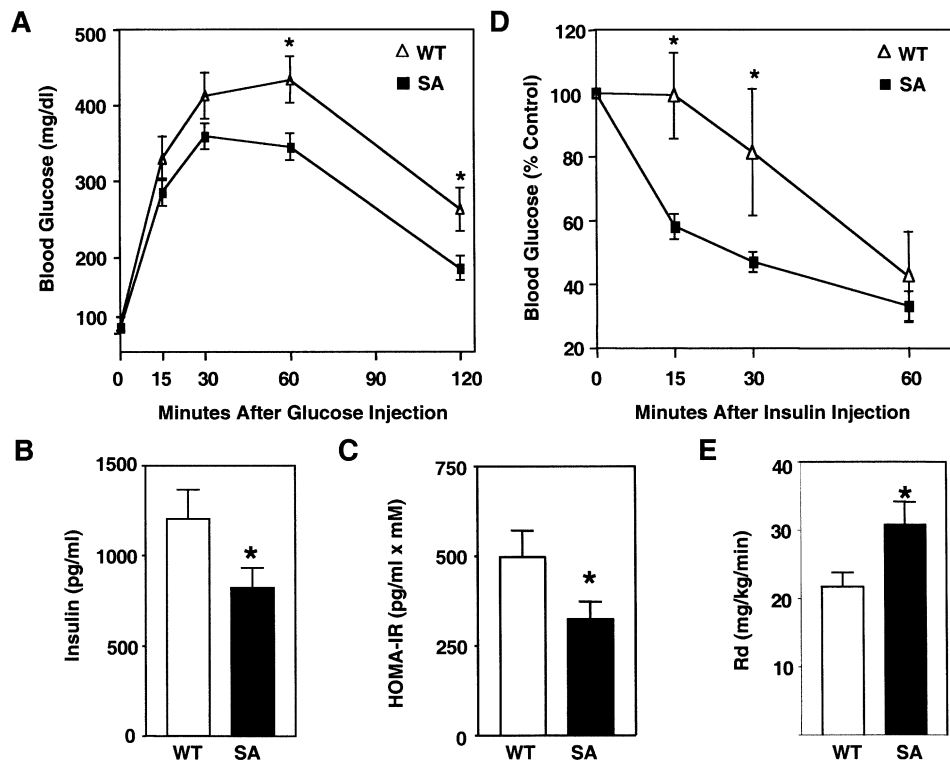 A
500
400
300
200
100
Blood Glucose (mg/dl)
*
*
WT
SA
0 15 30 60 90 120
Minutes After Glucose Injection
D
120
100
80
60
40
20
Blood Glucose (% Control)
*
*
WT
SA
0 15 30 60
Minutes After Insulin Injection
B
1500
1000
500
0
Insulin (pg/ml)
*
WT SA
C
750
500
250
0
HOMA-IR (pg/ml x mM)
*
WT SA
E
40
30
20
10
Rd (mg/kg/min)
*
WT SA